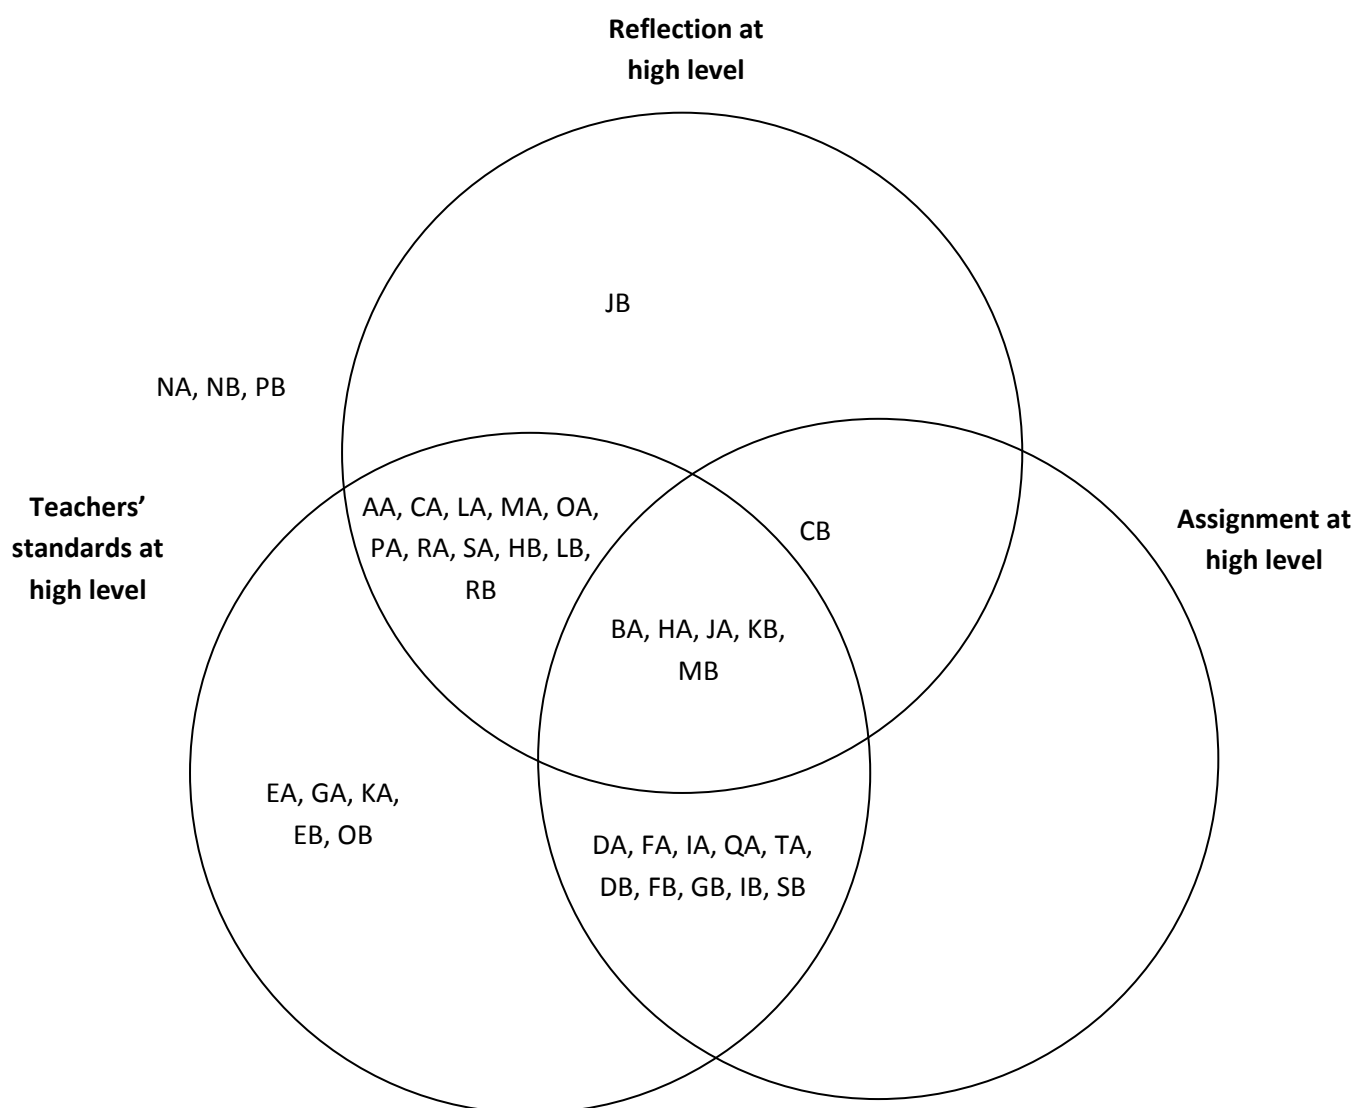 Reflection at
high level
JB
NA, NB, PB
Teachers’
standards at
high level
AA, CA, LA, MA, OA,
PA, RA, SA, HB, LB,
RB
CB
Assignment at
high level
BA, HA, JA, KB,
MB
EA, GA, KA,
EB, OB
DA, FA, IA, QA, TA,
DB, FB, GB, IB, SB